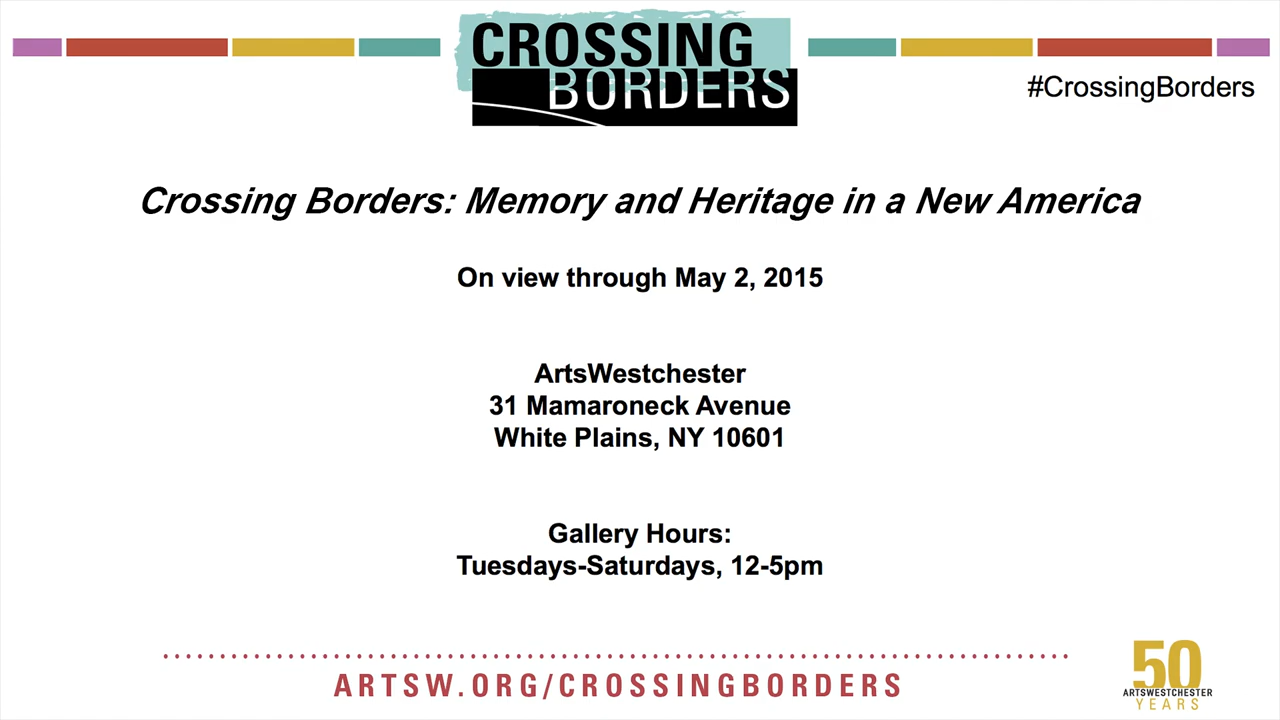 CROSSING
BORDERS
#CrossingBorders
Crossing Borders: Memory and Heritage in a New America
On view through May 2, 2015
ArtsWestchester
31 Mamaroneck Avenue
White Plains, NY 10601
Gallery Hours:
Tuesdays-Saturdays, 12-5pm
ARTSW.ORG/CROSSINGBORDERS
50
ARTSWESTCHESTER
YEARS